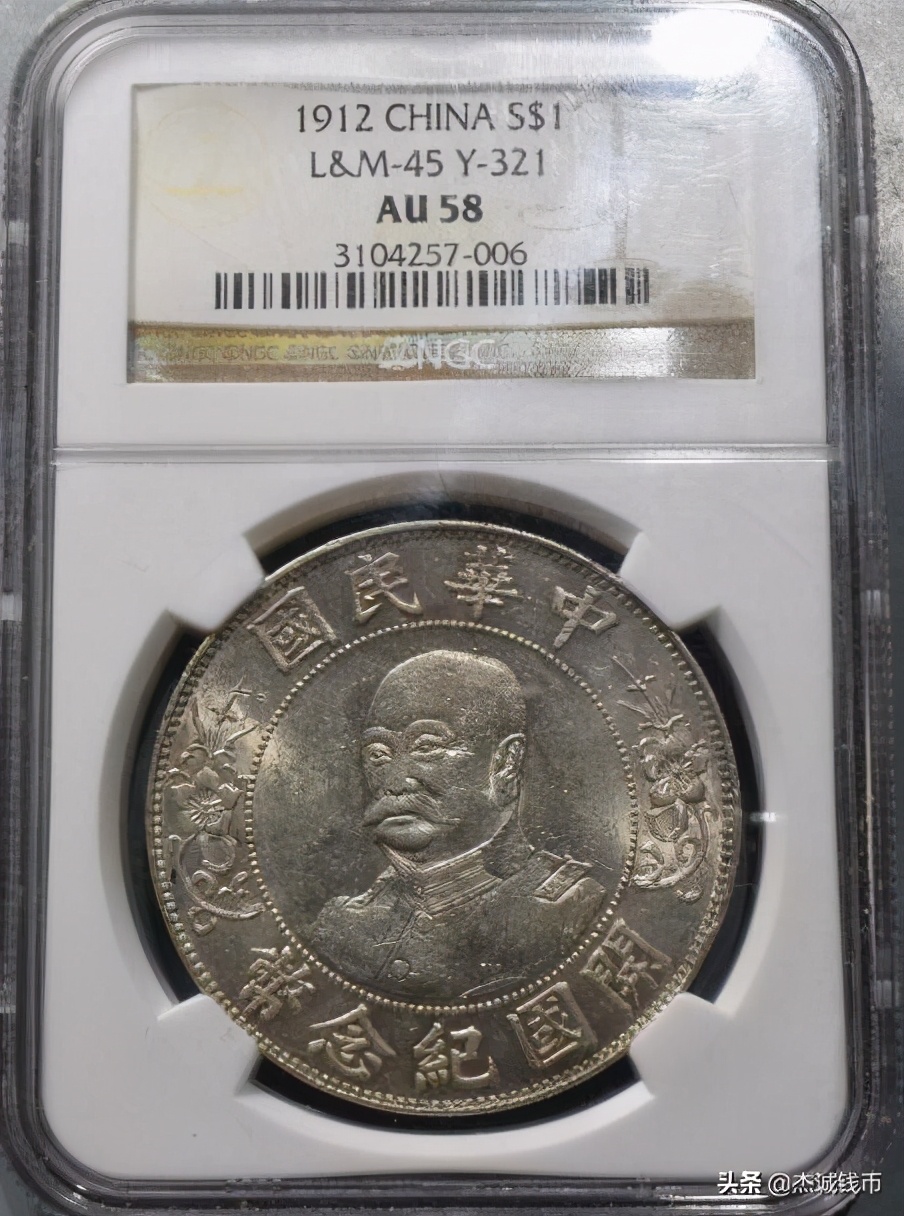 1912 CHINA S$1
L&M-45 Y-321
AU 58
3104257-006
NGC
中華民國
開國紀念幣
头条 @杰诚钱币